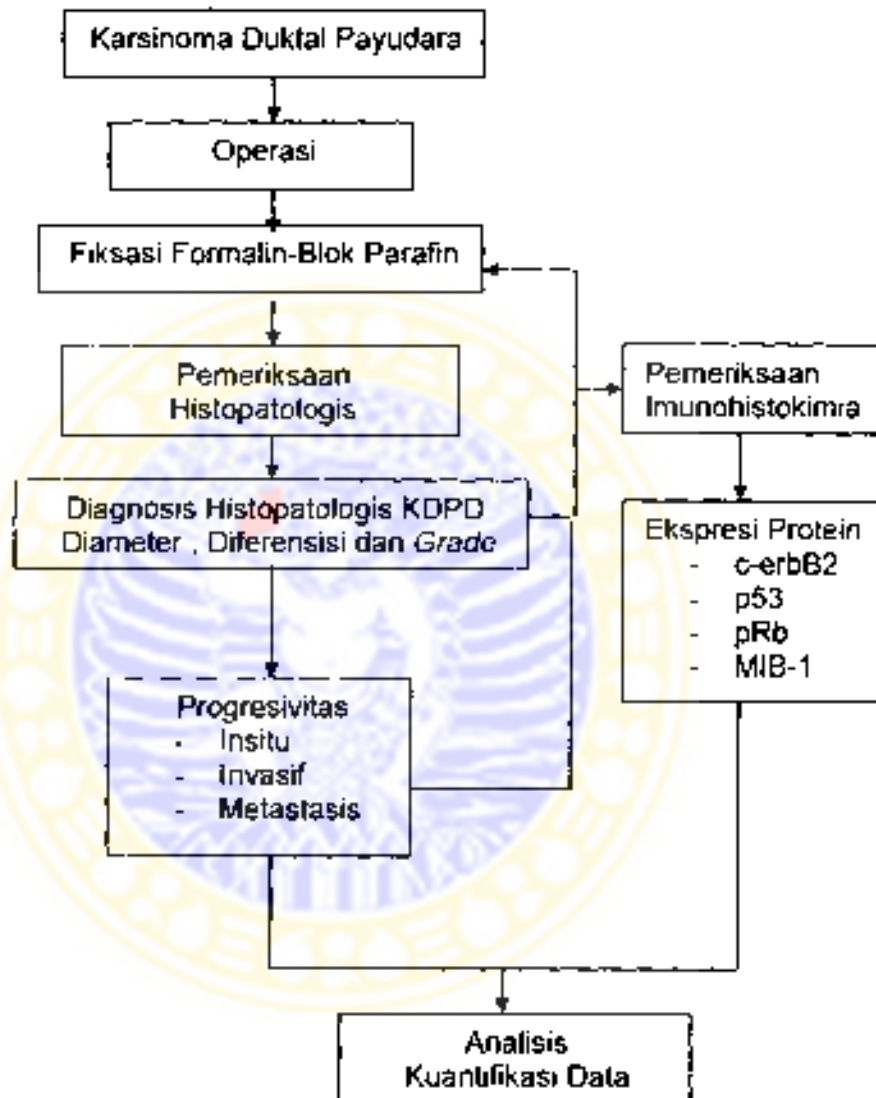 Karsinoma Duktal Payudara
Operasi
Fiksasi Formalin-Blok Parafin
Pemeriksaan
Histopatologis
Pemeriksaan
Imunohistokimra
Diagnosis Histopatologis KDPD
Diameter , Diferensisi dan Grade
Ekspresi Protein
- c-erbB2
- p53
- pRb
- MIB-1
Progresivitas
- Insitu
- Invasif
- Metastasis
Analisis
Kuantifikasi Data